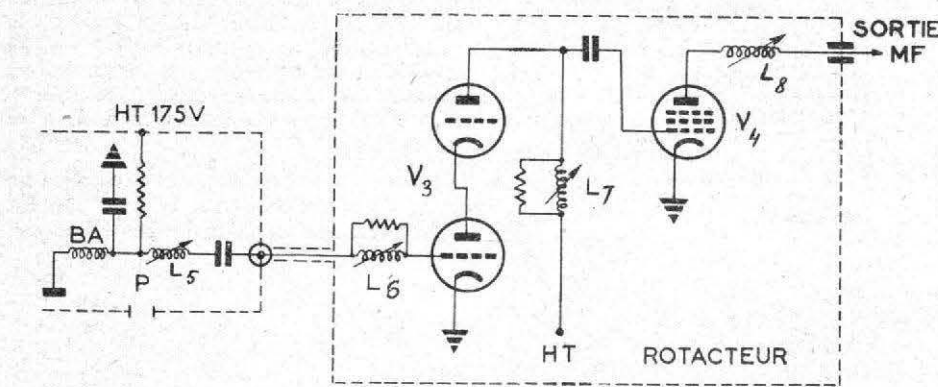 SORTIE
MF
L8
HT 175V
V3
V4
L7
BA
P
L5
L6
HT
ROTACTEUR